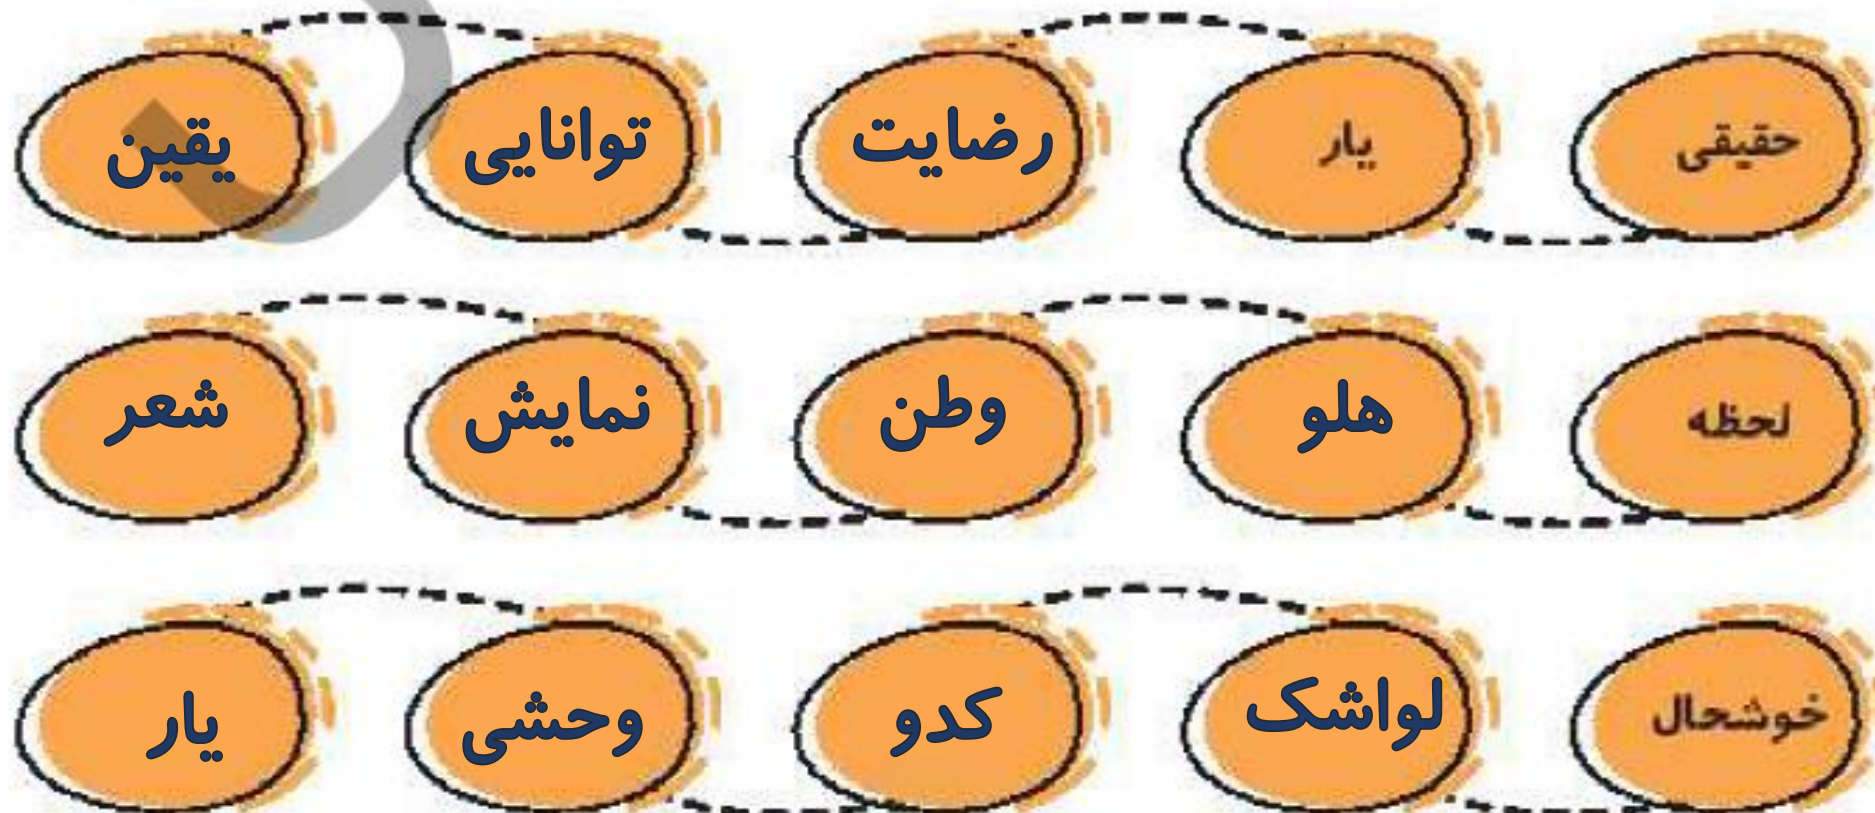 حقیقی یار رضایت توانایی یقین
لحظه هلو وطن نمایش شعر
خوشحال لواشک کدو وحشی یار